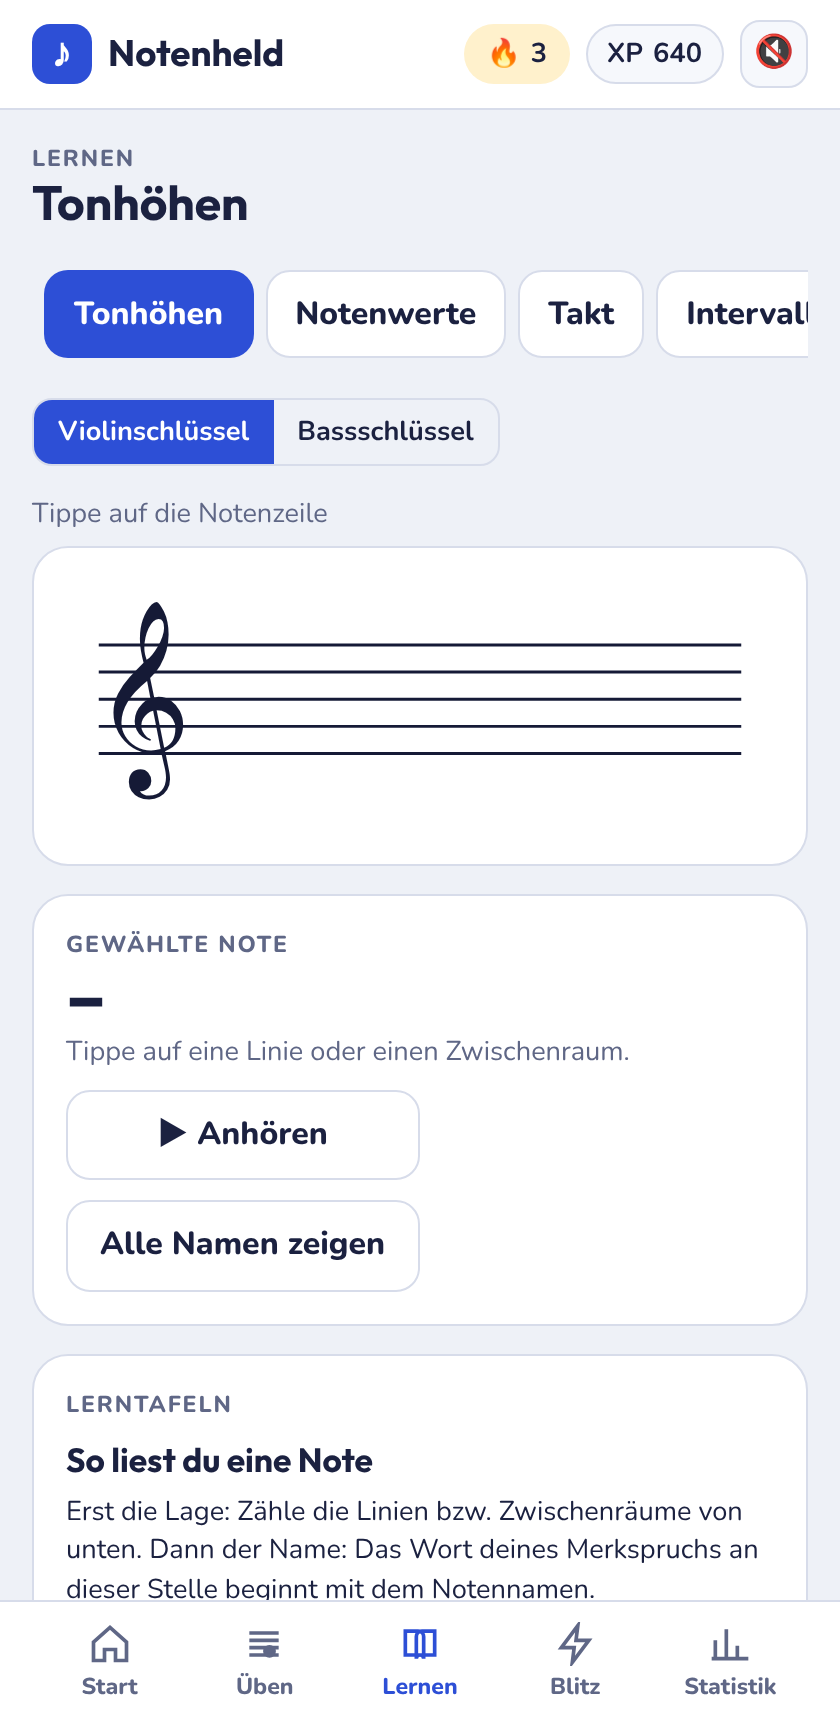 Notenheld
3
XP 640
LERNEN
Tonhöhen
Tonhöhen
Notenwerte
Takt
Intervall
Violinschlüssel
Bassschlüssel
Tippe auf die Notenzeile
GEWÄHLTE NOTE
–
Tippe auf eine Linie oder einen Zwischenraum.
▶ Anhören
Alle Namen zeigen
LERNTAFELN
So liest du eine Note
Erst die Lage: Zähle die Linien bzw. Zwischenräume von
unten. Dann der Name: Das Wort deines Merkspruchs an
dieser Stelle beginnt mit dem Notennamen.
Start
Üben
Lernen
Blitz
Statistik